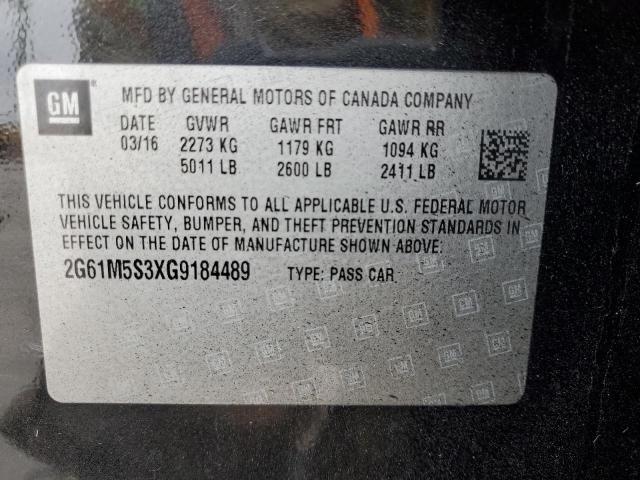 GM
MFD BY GENERAL MOTORS OF CANADA COMPANY
DATE GVWR GAWR FRT GAWR RR
03/16 2273 KG 1179 KG 1094 KG
5011 LB 2600 LB 2411 LB
THIS VEHICLE CONFORMS TO ALL APPLICABLE U.S. FEDERAL MOTOR
VEHICLE SAFETY, BUMPER, AND THEFT PREVENTION STANDARDS IN
EFFECT ON THE DATE OF MANUFACTURE SHOWN ABOVE.
2G61M5S3XG9184489 TYPE: PASS CAR